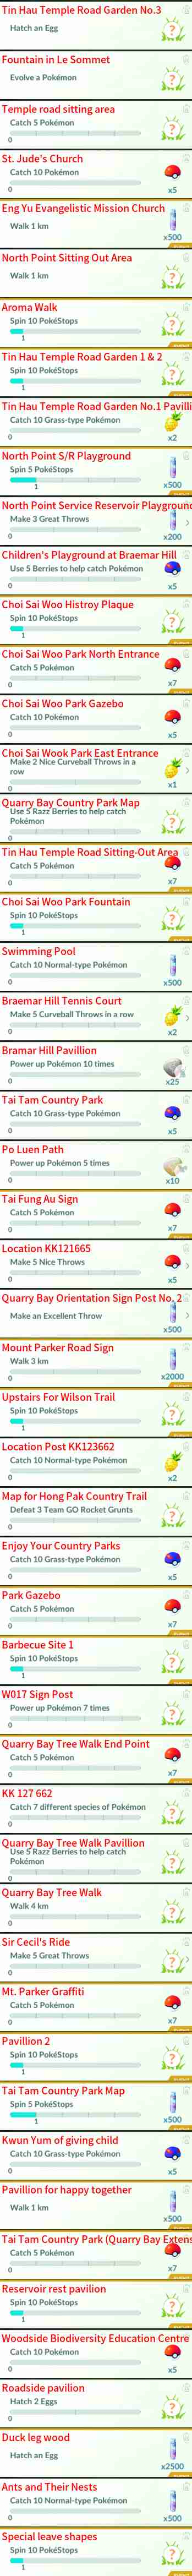 Tin Hau Temple Road Garden No.3
Hatch an Egg
?
Fountain in Le Sommet
Evolve a Pokémon
?
Temple road sitting area
Catch 5 Pokémon
0
?
St. Jude's Church
Catch 10 Pokémon
0
x5
Eng Yu Evangelistic Mission Church
Walk 1 km
x500
North Point Sitting Out Area
Walk 1 km
?
Aroma Walk
Spin 10 PokéStops
1
?
Tin Hau Temple Road Garden 1 & 2
Spin 10 PokéStops
1
?
Tin Hau Temple Road Garden No.1 Pavilli
Catch 10 Grass-type Pokémon
0
x2
North Point S/R Playground
Spin 5 PokéStops
1
x500
North Point Service Reservoir Playground
Make 3 Great Throws
0
x200
Children's Playground at Braemar Hill
Use 5 Berries to help catch Pokémon
0
x5
Choi Sai Woo Histroy Plaque
Spin 10 PokéStops
1
?
Choi Sai Woo Park North Entrance
Catch 5 Pokémon
0
x7
Choi Sai Woo Park Gazebo
Catch 10 Pokémon
0
x5
Choi Sai Wook Park East Entrance
Make 2 Nice Curveball Throws in a
row
0
x1
Quarry Bay Country Park Map
Use 5 Razz Berries to help catch
Pokémon
0
?
Tin Hau Temple Road Sitting-Out Area
Catch 5 Pokémon
0
x7
Choi Sai Woo Park Fountain
Spin 10 PokéStops
1
?
Swimming Pool
Catch 10 Normal-type Pokémon
0
x500
Braemar Hill Tennis Court
Make 5 Curveball Throws in a row
0
x2
Bramar Hill Pavillion
Power up Pokémon 10 times
0
x25
Tai Tam Country Park
Catch 10 Grass-type Pokémon
0
x5
Po Luen Path
Power up Pokémon 5 times
0
x10
Tai Fung Au Sign
Catch 5 Pokémon
0
x7
Location KK121665
Make 5 Nice Throws
0
x5
Quarry Bay Orientation Sign Post No. 2
Make an Excellent Throw
x500
Mount Parker Road Sign
Walk 3 km
0
x2000
Upstairs For Wilson Trail
Spin 10 PokéStops
1
?
Location Post KK123662
Catch 10 Normal-type Pokémon
0
x2
Map for Hong Pak Country Trail
Defeat 3 Team GO Rocket Grunts
0
?
Enjoy Your Country Parks
Catch 10 Grass-type Pokémon
0
x5
Park Gazebo
Catch 5 Pokémon
0
x7
Barbecue Site 1
Spin 10 PokéStops
1
?
W017 Sign Post
Power up Pokémon 7 times
0
?
Quarry Bay Tree Walk End Point
Catch 5 Pokémon
0
x7
KK 127 662
Catch 7 different species of Pokémon
0
?
Quarry Bay Tree Walk Pavillion
Use 5 Razz Berries to help catch
Pokémon
0
?
Quarry Bay Tree Walk
Walk 4 km
0
?
Sir Cecil's Ride
Make 5 Great Throws
0
?
Mt. Parker Graffiti
Catch 5 Pokémon
0
x7
Pavillion 2
Spin 10 PokéStops
1
?
Tai Tam Country Park Map
Spin 5 PokéStops
1
x500
Kwun Yum of giving child
Catch 10 Grass-type Pokémon
0
x5
Pavillion for happy together
Walk 1 km
x500
Tai Tam Country Park (Quarry Bay Extens
Catch 5 Pokémon
0
x7
Reservoir rest pavilion
Spin 10 PokéStops
1
?
Woodside Biodiversity Education Centre
Catch 10 Pokémon
0
x5
Roadside pavilion
Hatch 2 Eggs
0
?
Duck leg wood
Hatch an Egg
x2500
Ants and Their Nests
Catch 10 Normal-type Pokémon
0
x500
Special leave shapes
Spin 10 PokéStops
1
?